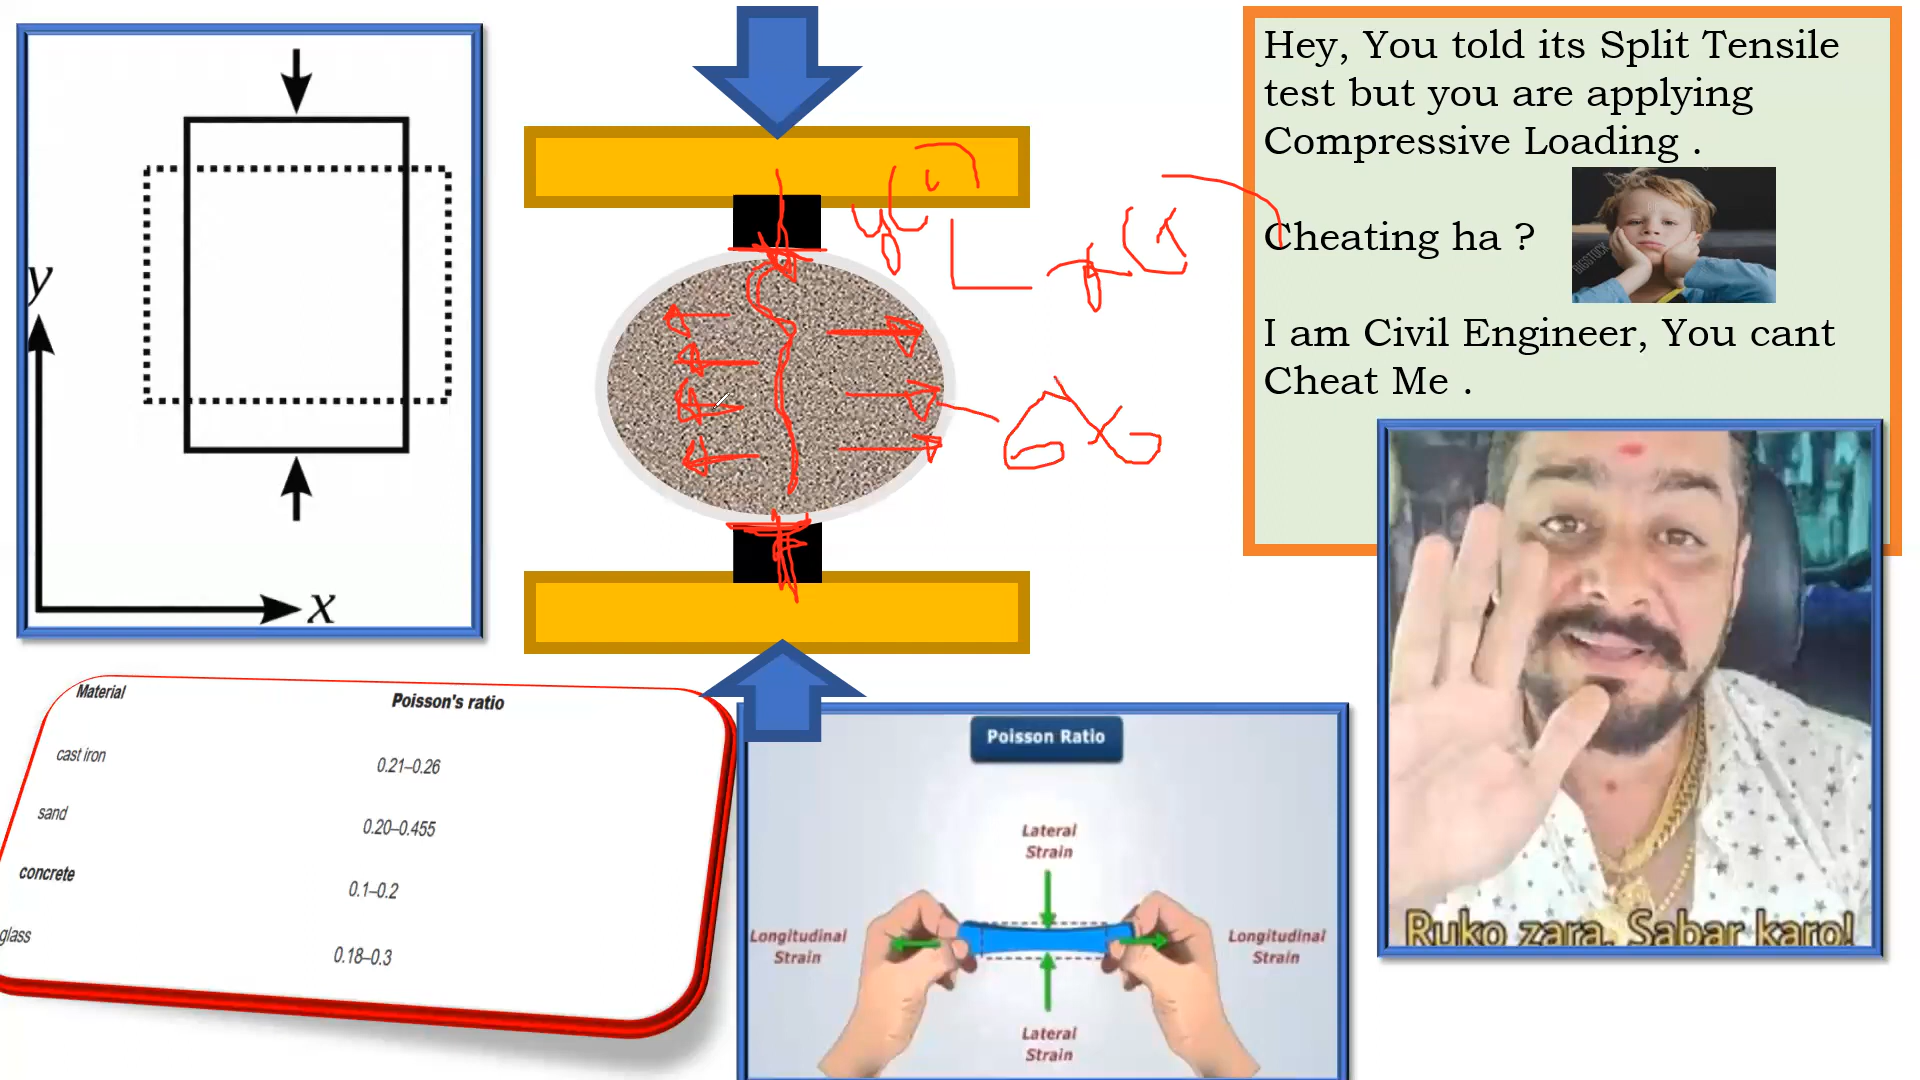 y
x
Hey, You told its Split Tensile
test but you are applying
Compressive Loading .
Cheating ha ?
BIGSTOCK
I am Civil Engineer, You cant
Cheat Me .
Ruko zara, Sabar karo!
Material Poisson's ratio
cast iron 0.21–0.26
sand 0.20–0.455
concrete 0.1–0.2
glass 0.18–0.3
Poisson Ratio
Lateral
Strain
Longitudinal
Strain
Longitudinal
Strain
Lateral
Strain